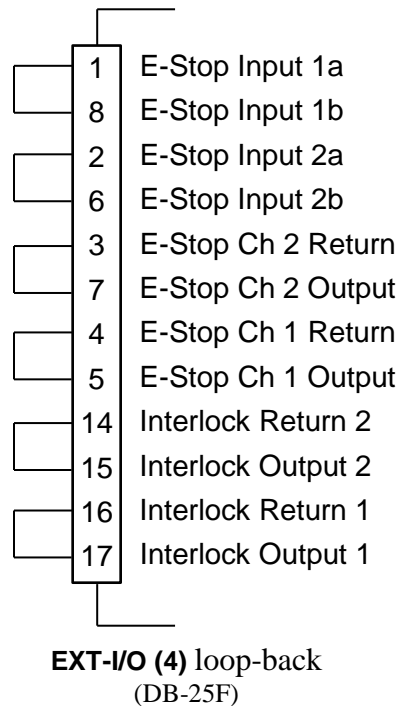 1 E-Stop Input 1a
8 E-Stop Input 1b
2 E-Stop Input 2a
6 E-Stop Input 2b
3 E-Stop Ch 2 Return
7 E-Stop Ch 2 Output
4 E-Stop Ch 1 Return
5 E-Stop Ch 1 Output
14 Interlock Return 2
15 Interlock Output 2
16 Interlock Return 1
17 Interlock Output 1
EXT-I/O (4) loop-back
(DB-25F)